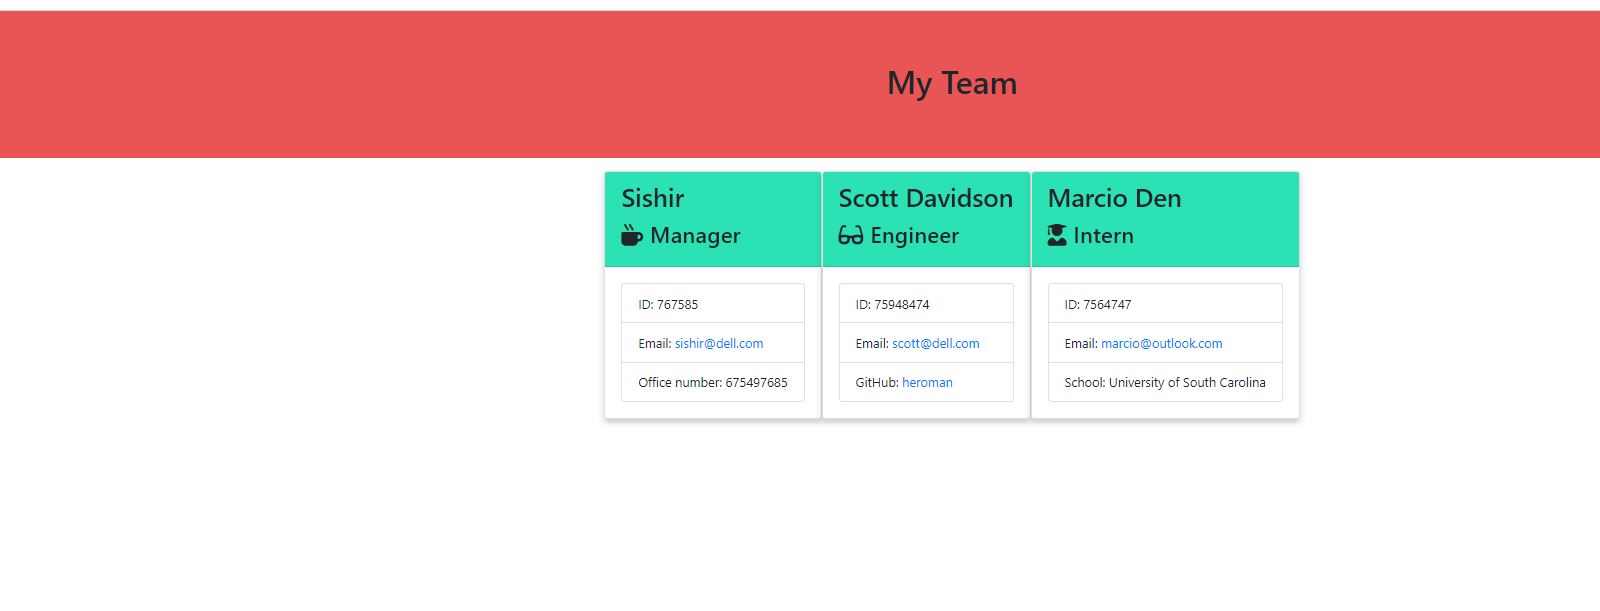 My Team
Sishir
Manager
ID: 767585
Email: sishir@dell.com
Office number: 675497685
Scott Davidson
Engineer
ID: 75948474
Email: scott@dell.com
GitHub: heroman
Marcio Den
Intern
ID: 7564747
Email: marcio@outlook.com
School: University of South Carolina